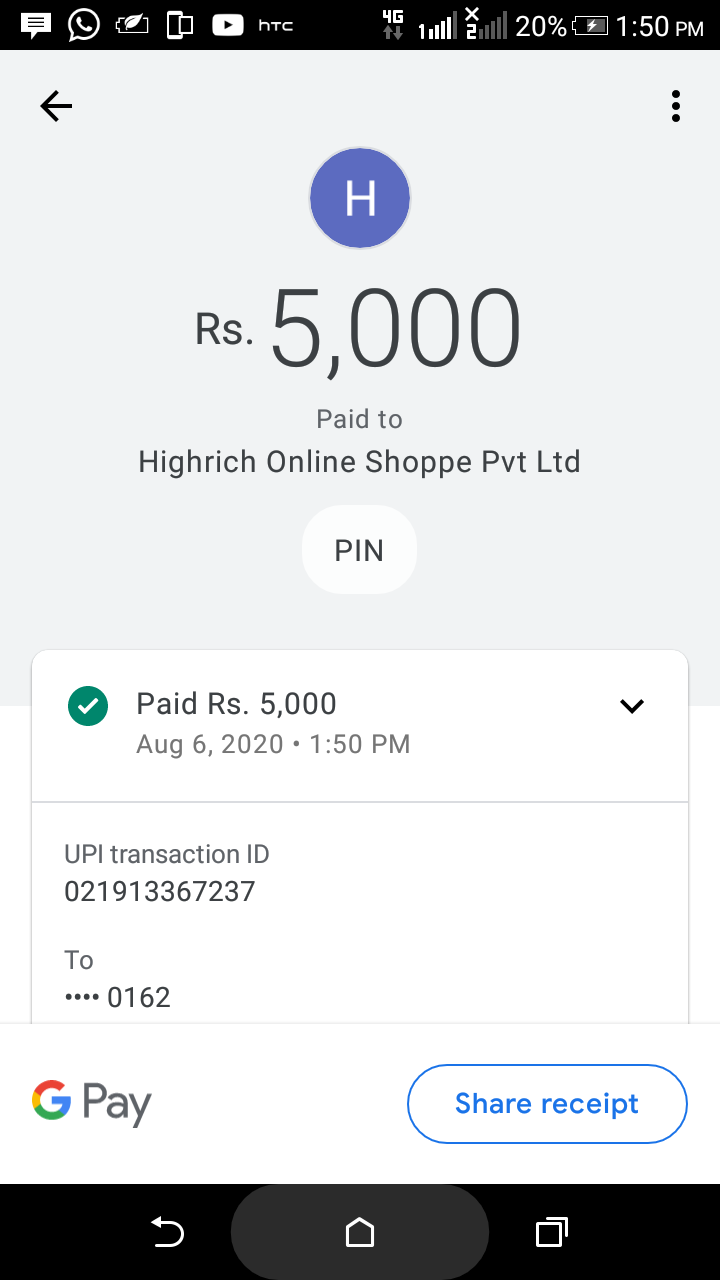 hTC 4G 1 2 20% 1:50 PM
H
Rs. 5,000
Paid to
Highrich Online Shoppe Pvt Ltd
PIN
Paid Rs. 5,000
Aug 6, 2020 • 1:50 PM
UPI transaction ID
021913367237
To
•••• 0162
G Pay
Share receipt